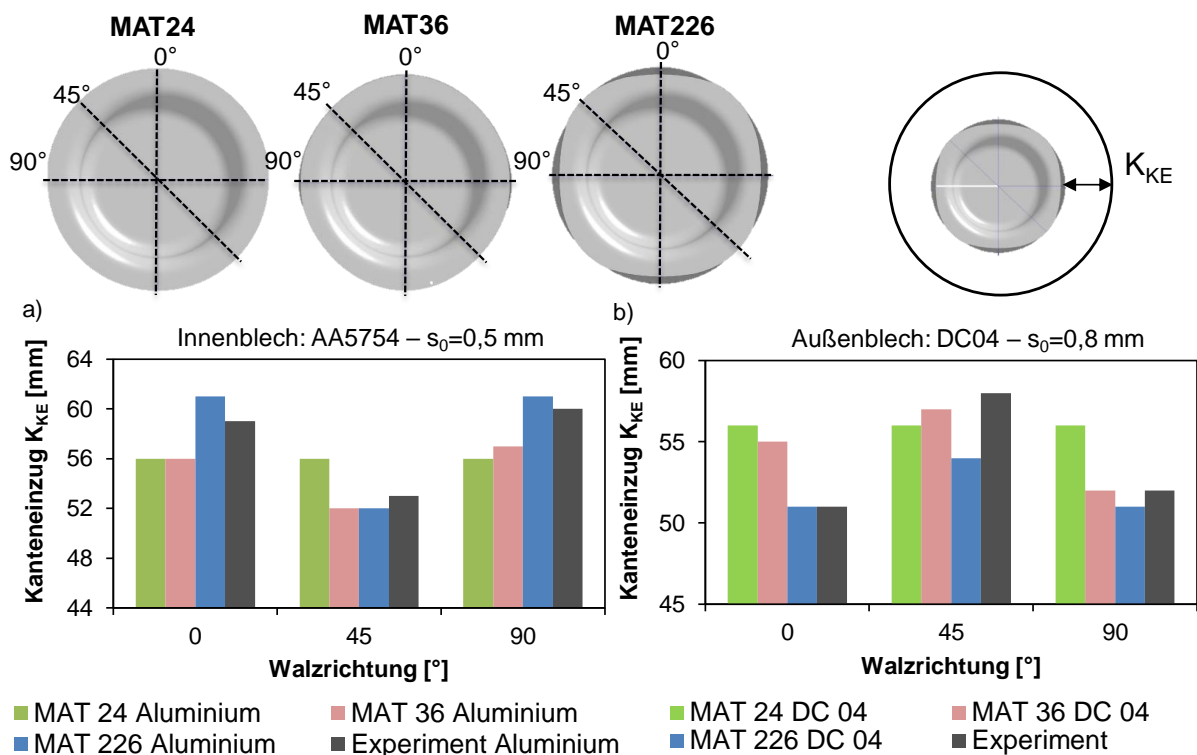 MAT24
MAT36
MAT226
0°
0°
0°
45°
45°
45°
90°
90°
90°
K_KE
a)
Innenblech: AA5754 – s₀=0,5 mm
Kanteneinzug K_KE [mm]
64
60
56
52
48
44
0
45
90
Walzrichtung [°]
MAT 24 Aluminium
MAT 36 Aluminium
MAT 226 Aluminium
Experiment Aluminium
b)
Außenblech: DC04 – s₀=0,8 mm
Kanteneinzug K_KE [mm]
60
55
50
45
0
45
90
Walzrichtung [°]
MAT 24 DC 04
MAT 36 DC 04
MAT 226 DC 04
Experiment